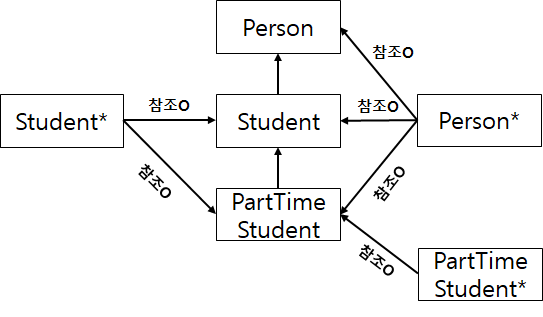 Person
참조O
Student*
참조O
Student
참조O
Person*
참조O
참조O
PartTime
Student
참조O
PartTime
Student*